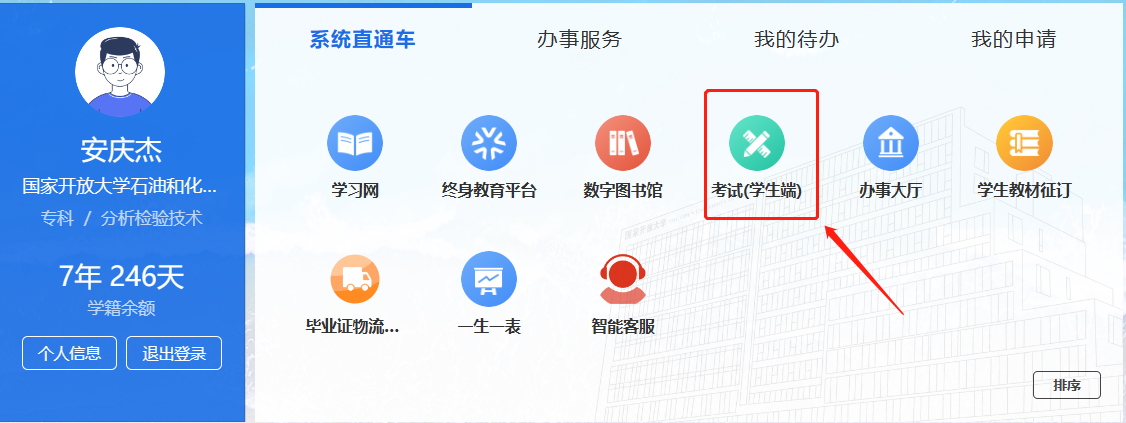 安庆杰
国家开放大学石油和化...
专科 / 分析检验技术
7年 246天
学籍余额
个人信息
退出登录
系统直通车
办事服务
我的待办
我的申请
学习网
终身教育平台
数字图书馆
考试(学生端)
办事大厅
学生教材征订
毕业证物流...
一生一表
智能客服
排序